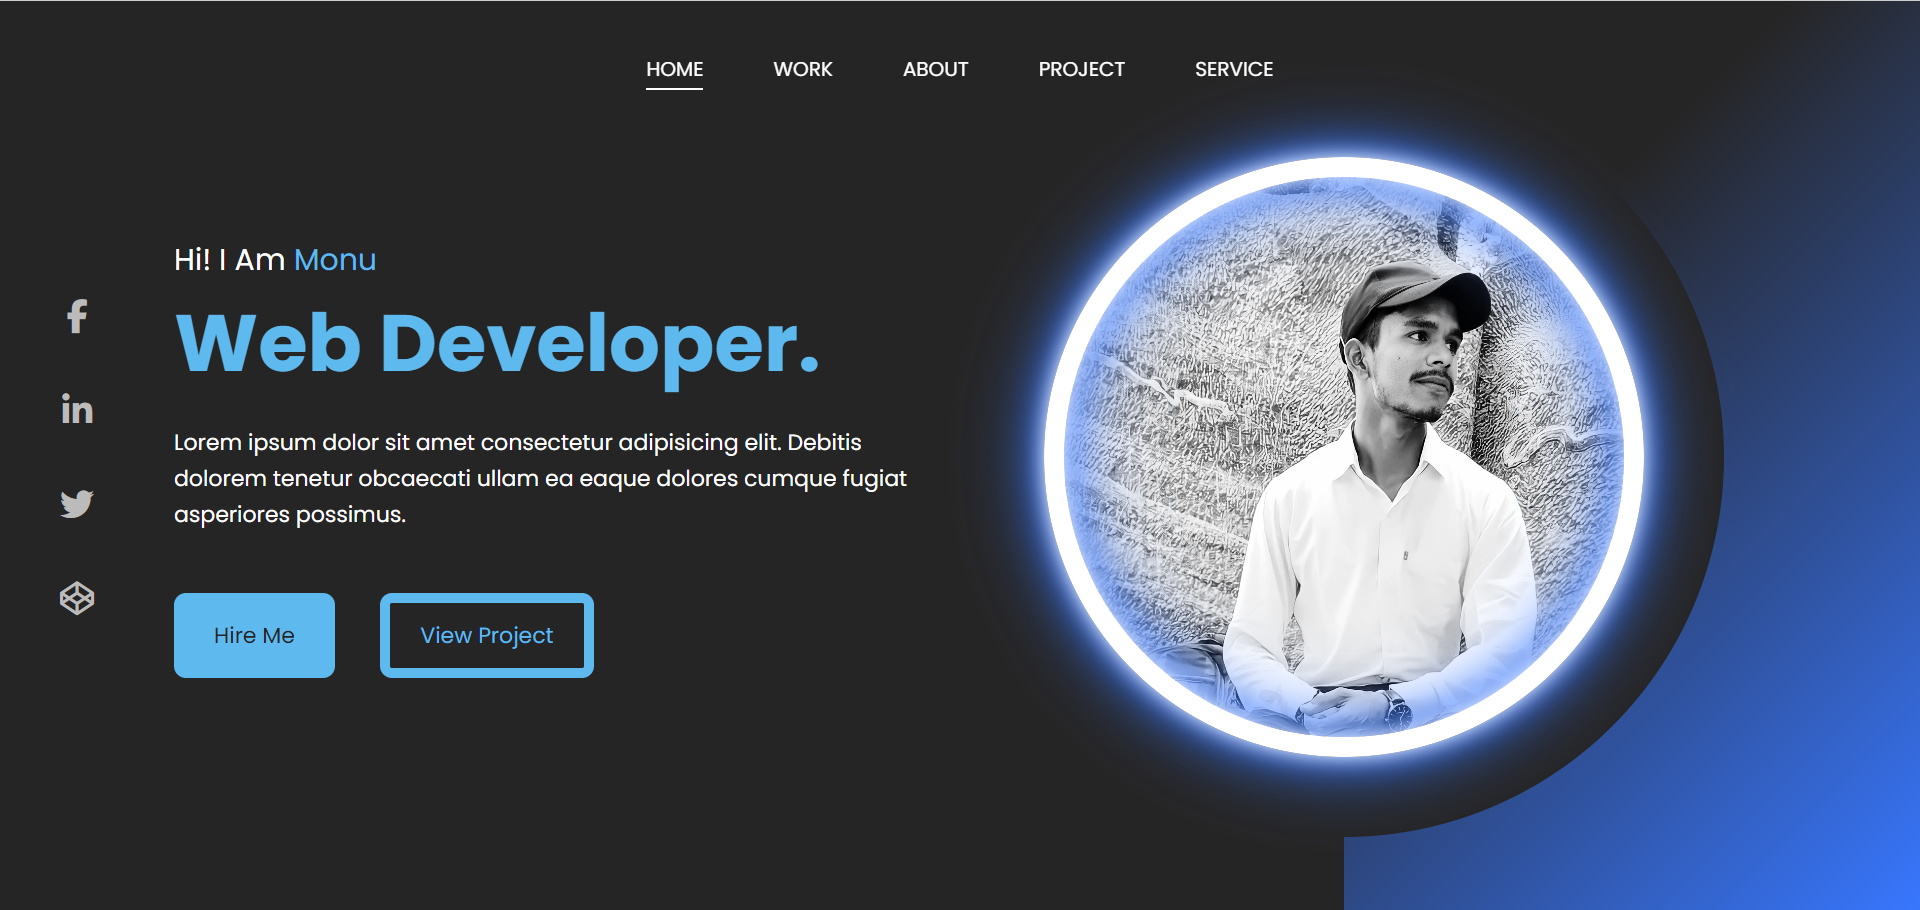 HOME WORK ABOUT PROJECT SERVICE
Hi! I Am Monu
Web Developer.
Lorem ipsum dolor sit amet consectetur adipisicing elit. Debitis
dolorem tenetur obcaecati ullam ea eaque dolores cumque fugiat
asperiores possimus.
Hire Me View Project